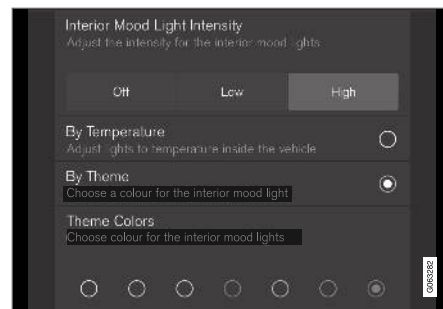 Interior Mood Light Intensity
Adjust the intensity for the interior mood lights
Off Low High
By Temperature
Adjust lights to temperature inside the vehicle
By Theme
Choose a colour for the interior mood light
Theme Colors
Choose colour for the interior mood lights
G063262